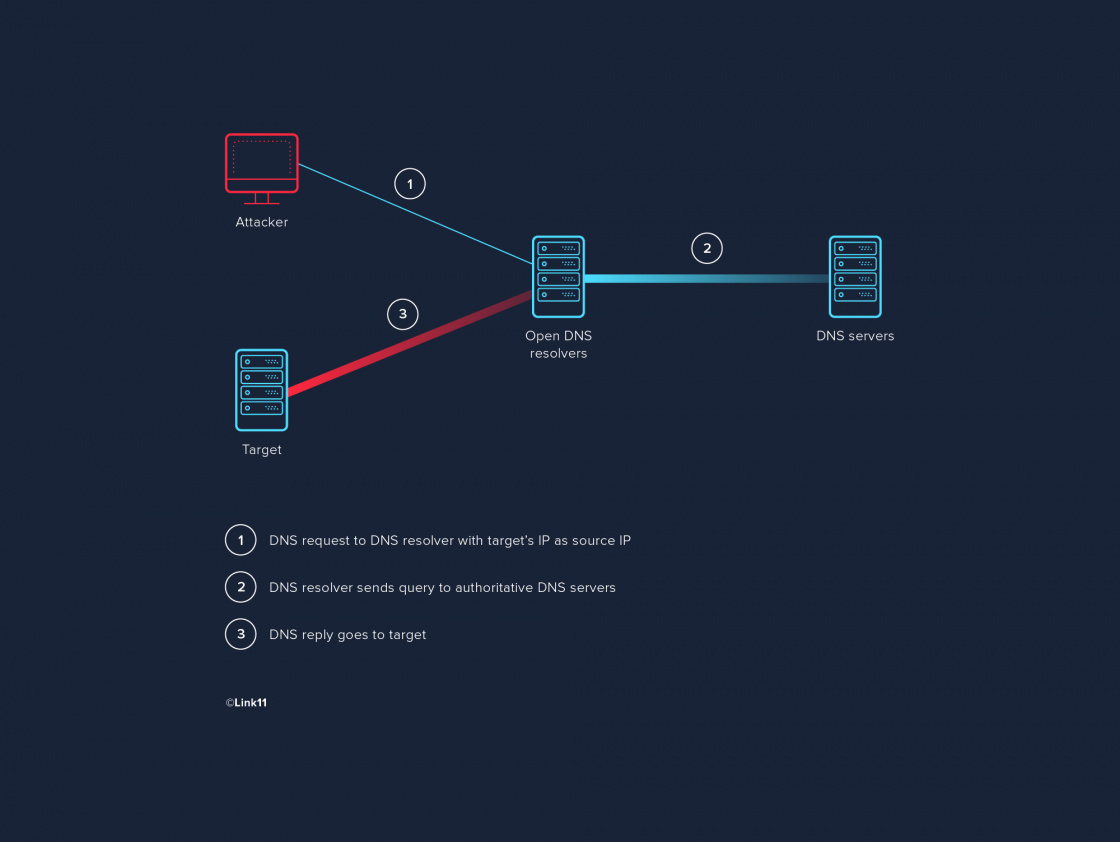 Attacker
1
2
3
Open DNS
resolvers
DNS servers
Target
1 DNS request to DNS resolver with target's IP as source IP
2 DNS resolver sends query to authoritative DNS servers
3 DNS reply goes to target
©Link11